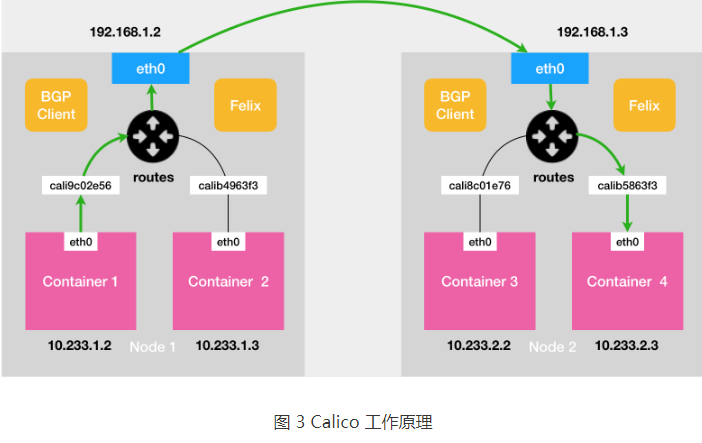 192.168.1.2
192.168.1.3
eth0
eth0
BGP
Client
Felix
BGP
Client
Felix
routes
routes
cali9c02e56
calib4963f3
cali8c01e76
calib5863f3
eth0
eth0
eth0
eth0
Container 1
Container 2
Container 3
Container 4
10.233.1.2
Node 1
10.233.1.3
10.233.2.2
Node 2
10.233.2.3
图 3 Calico 工作原理